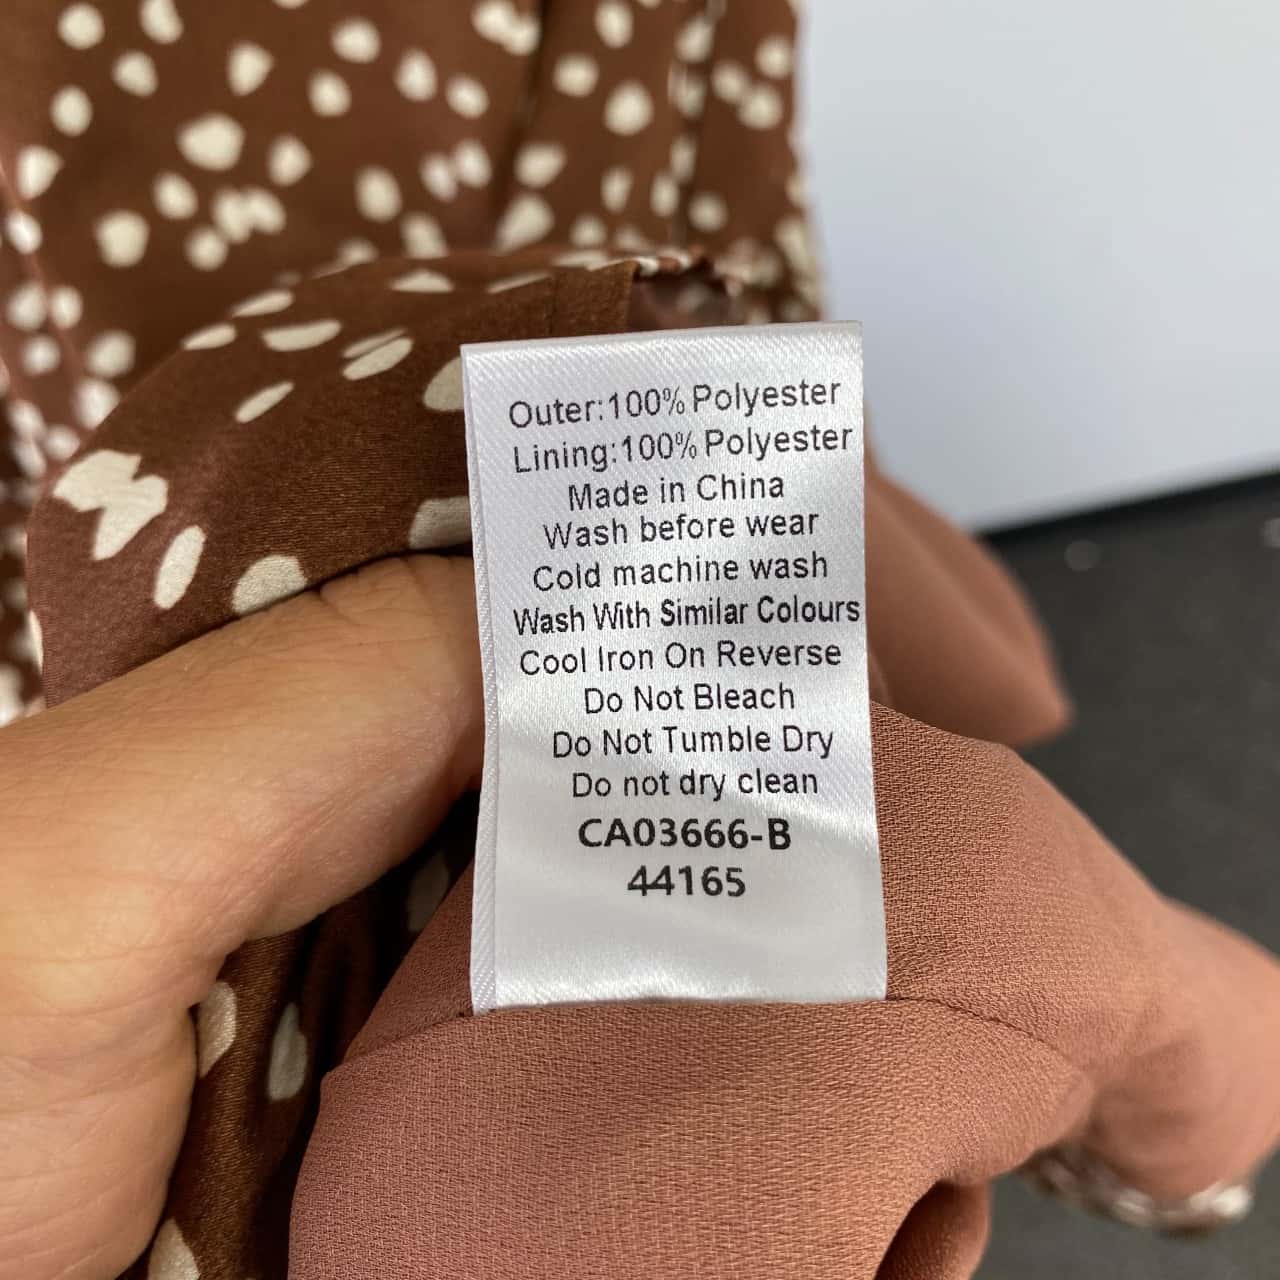 Outer:100% Polyester
Lining:100% Polyester
Made in China
Wash before wear
Cold machine wash
Wash With Similar Colours
Cool Iron On Reverse
Do Not Bleach
Do Not Tumble Dry
Do not dry clean
CA03666-B
44165